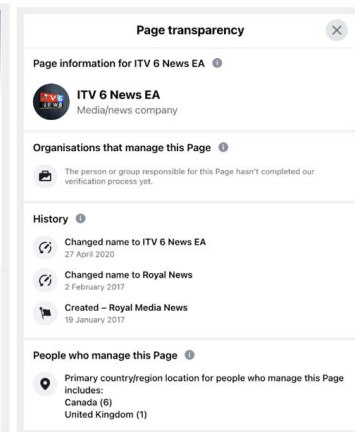 Page transparency
Page information for ITV 6 News EA
ITV 6 News EA
Media/news company
Organisations that manage this Page
The person or group responsible for this Page hasn't completed our
verification process yet.
History
Changed name to ITV 6 News EA
27 April 2020
Changed name to Royal News
2 February 2017
Created – Royal Media News
19 January 2017
People who manage this Page
Primary country/region location for people who manage this Page
includes:
Canada (6)
United Kingdom (1)